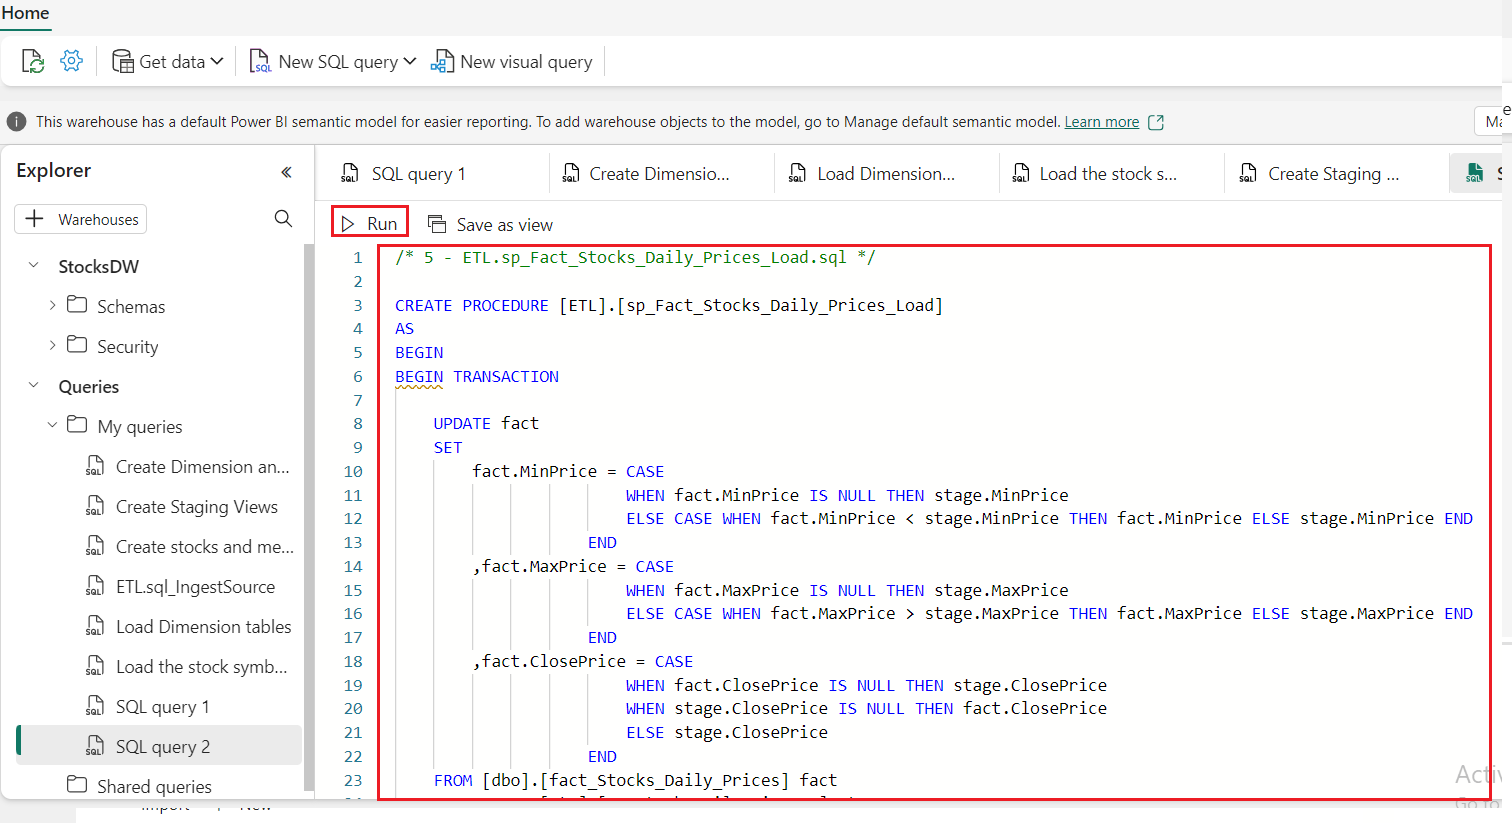 Home
Get data
New SQL query
New visual query
This warehouse has a default Power BI semantic model for easier reporting. To add warehouse objects to the model, go to Manage default semantic model. Learn more
Explorer
«
+ Warehouses
StocksDW
Schemas
Security
Queries
My queries
Create Dimension an...
Create Staging Views
Create stocks and me...
ETL.sql_IngestSource
Load Dimension tables
Load the stock symb...
SQL query 1
SQL query 2
Shared queries
SQL query 1
Create Dimensio...
Load Dimension...
Load the stock s...
Create Staging ...
Run
Save as view
1 /* 5 - ETL.sp_Fact_Stocks_Daily_Prices_Load.sql */
2
3 CREATE PROCEDURE [ETL].[sp_Fact_Stocks_Daily_Prices_Load]
4 AS
5 BEGIN
6 BEGIN TRANSACTION
7
8 UPDATE fact
9 SET
10 fact.MinPrice = CASE
11 WHEN fact.MinPrice IS NULL THEN stage.MinPrice
12 ELSE CASE WHEN fact.MinPrice < stage.MinPrice THEN fact.MinPrice ELSE stage.MinPrice END
13 END
14 ,fact.MaxPrice = CASE
15 WHEN fact.MaxPrice IS NULL THEN stage.MaxPrice
16 ELSE CASE WHEN fact.MaxPrice > stage.MaxPrice THEN fact.MaxPrice ELSE stage.MaxPrice END
17 END
18 ,fact.ClosePrice = CASE
19 WHEN fact.ClosePrice IS NULL THEN stage.ClosePrice
20 WHEN stage.ClosePrice IS NULL THEN fact.ClosePrice
21 ELSE stage.ClosePrice
22 END
23 FROM [dbo].[fact_Stocks_Daily_Prices] fact